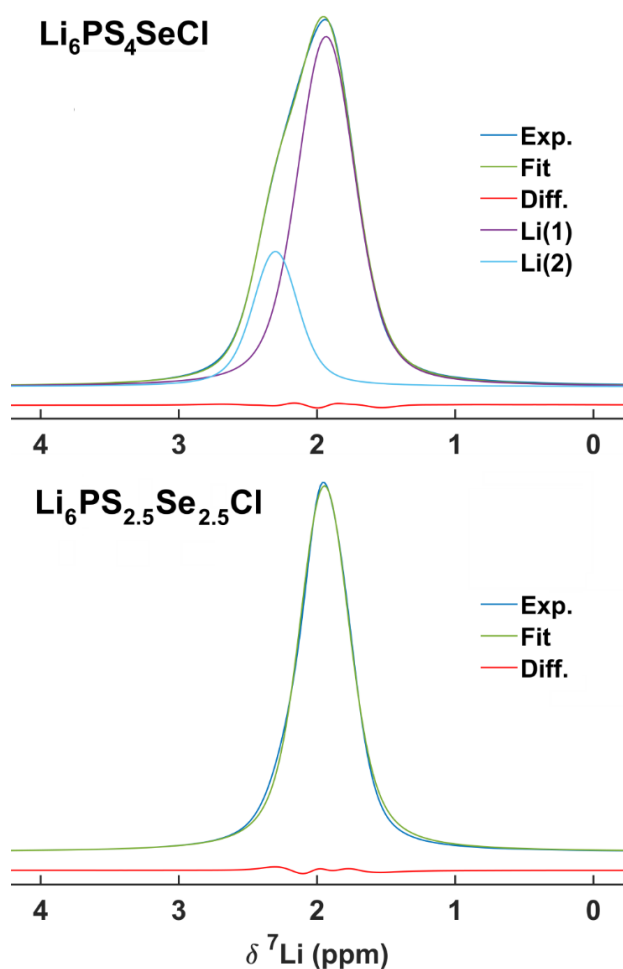 Li₆PS₄SeCl
Exp.
Fit
Diff.
Li(1)
Li(2)
4 3 2 1 0
Li₆PS₂.₅Se₂.₅Cl
Exp.
Fit
Diff.
4 3 2 1 0
δ ⁷Li (ppm)